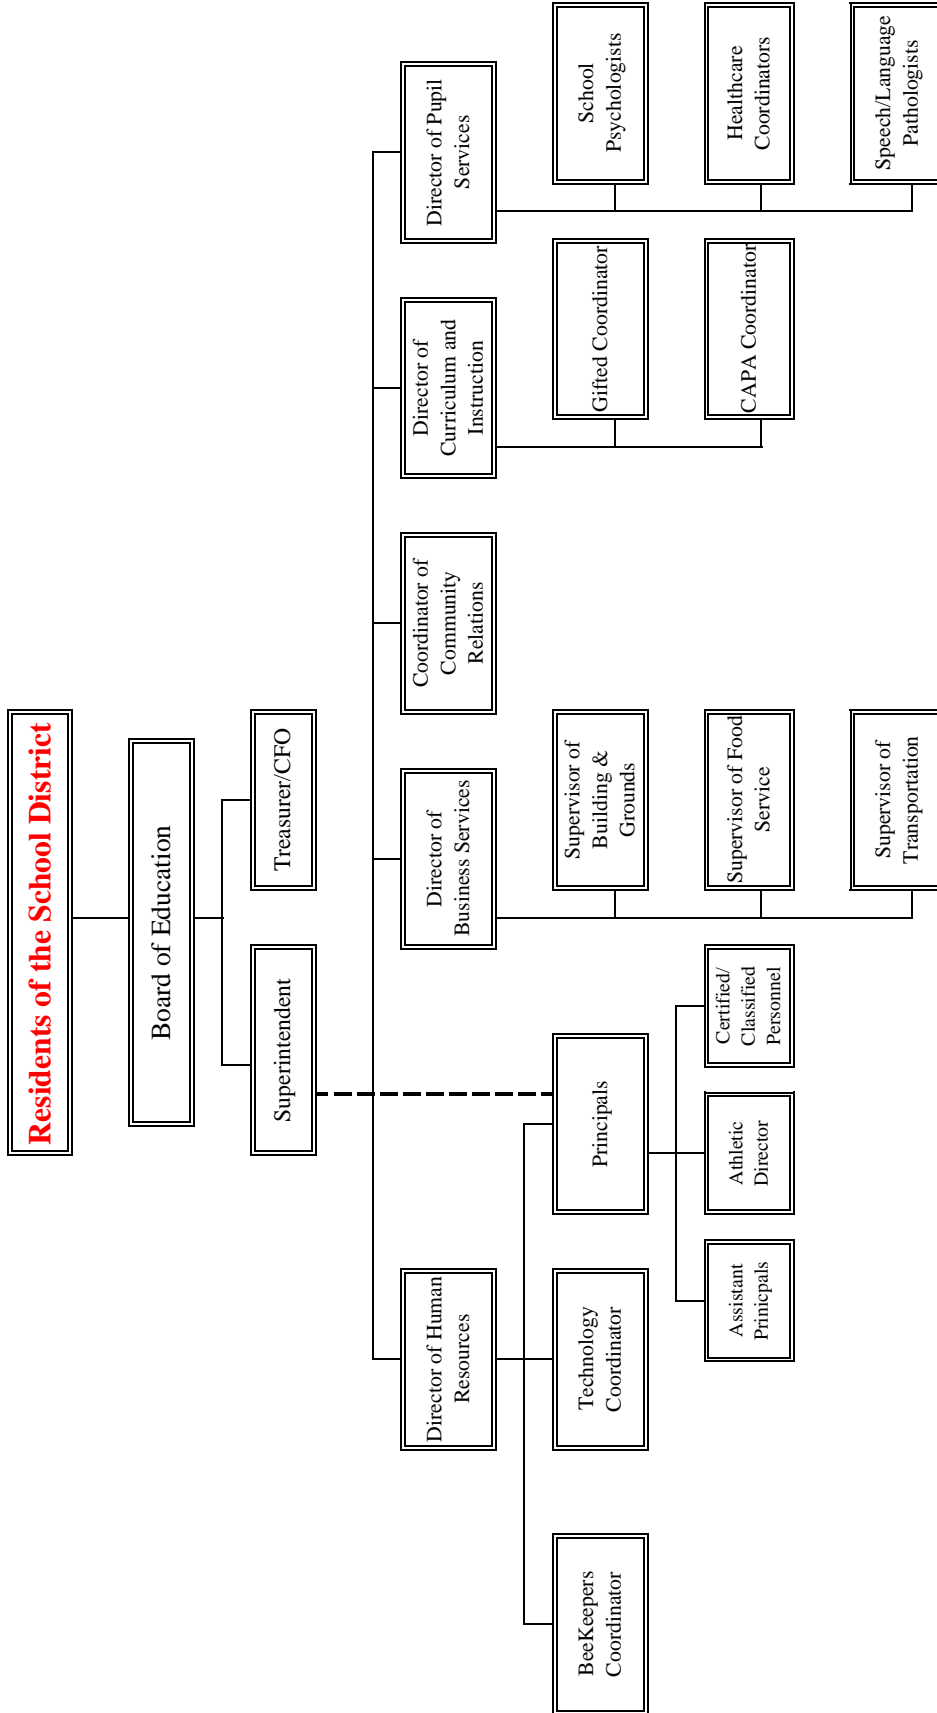 Residents of the School District
Board of Education
Superintendent
Treasurer/CFO
Director of Human
Resources
Director of
Business Services
Coordinator of
Community
Relations
Director of
Curriculum and
Instruction
Director of Pupil
Services
BeeKeepers
Coordinator
Technology
Coordinator
Principals
Supervisor of
Building &
Grounds
Gifted Coordinator
School
Psychologists
Assistant
Prinicpals
Athletic
Director
Certified/
Classified
Personnel
Supervisor of Food
Service
CAPA Coordinator
Healthcare
Coordinators
Supervisor of
Transportation
Speech/Language
Pathologists